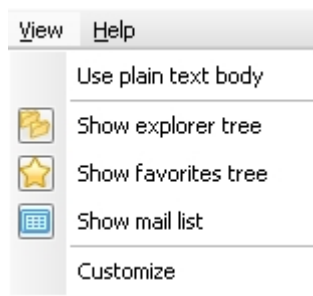 View Help
Use plain text body
Show explorer tree
Show favorites tree
Show mail list
Customize